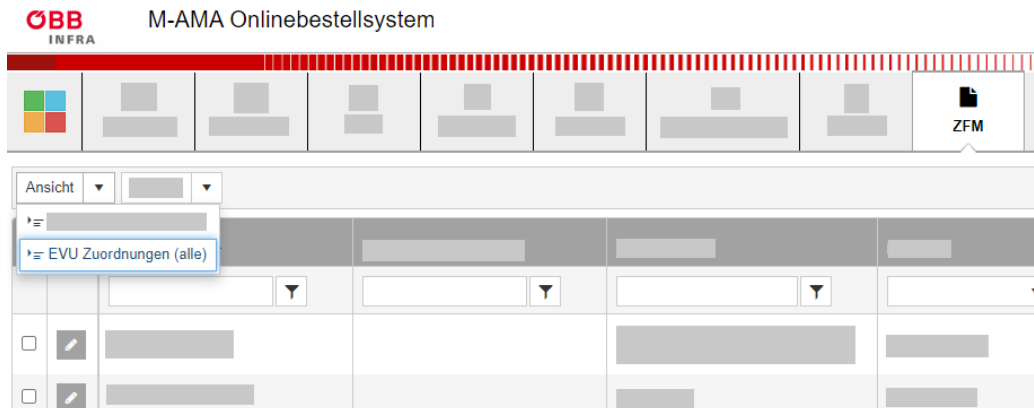 ÖBB
INFRA
M-AMA Onlinebestellsystem
ZFM
Ansicht
EVU Zuordnungen (alle)